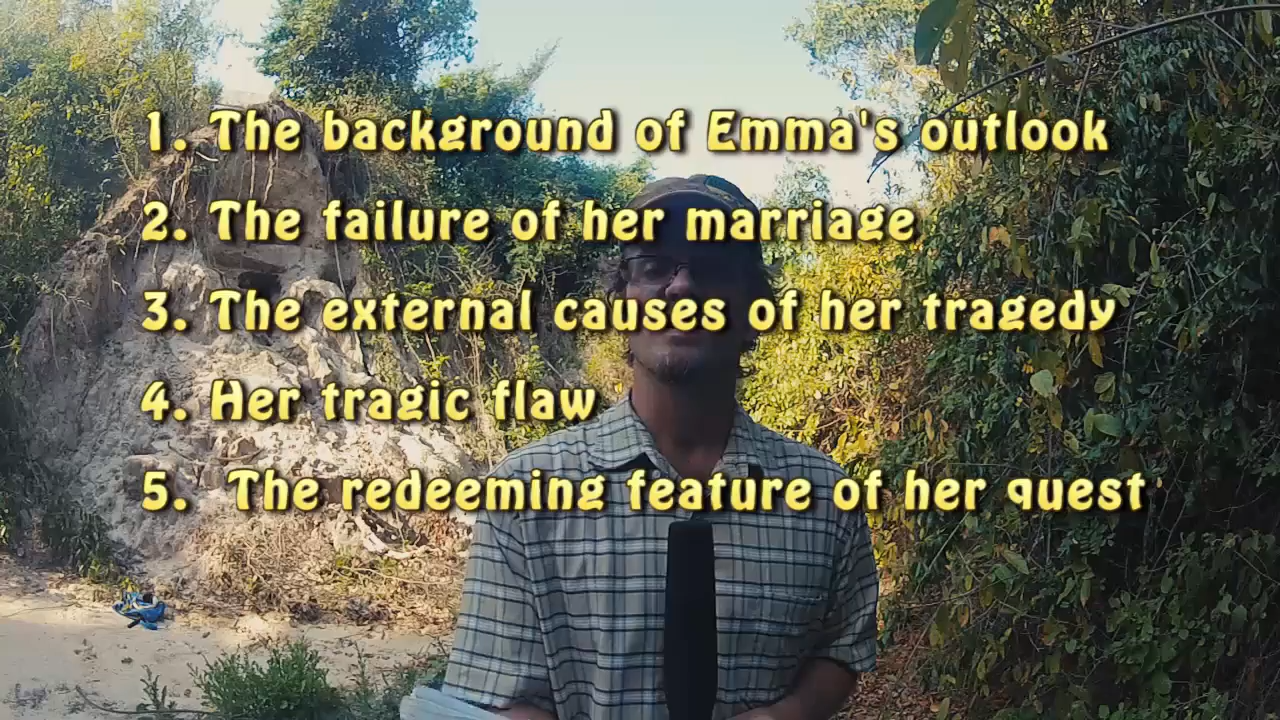 1. The background of Emma's outlook
2. The failure of her marriage
3. The external causes of her tragedy
4. Her tragic flaw
5. The redeeming feature of her quest